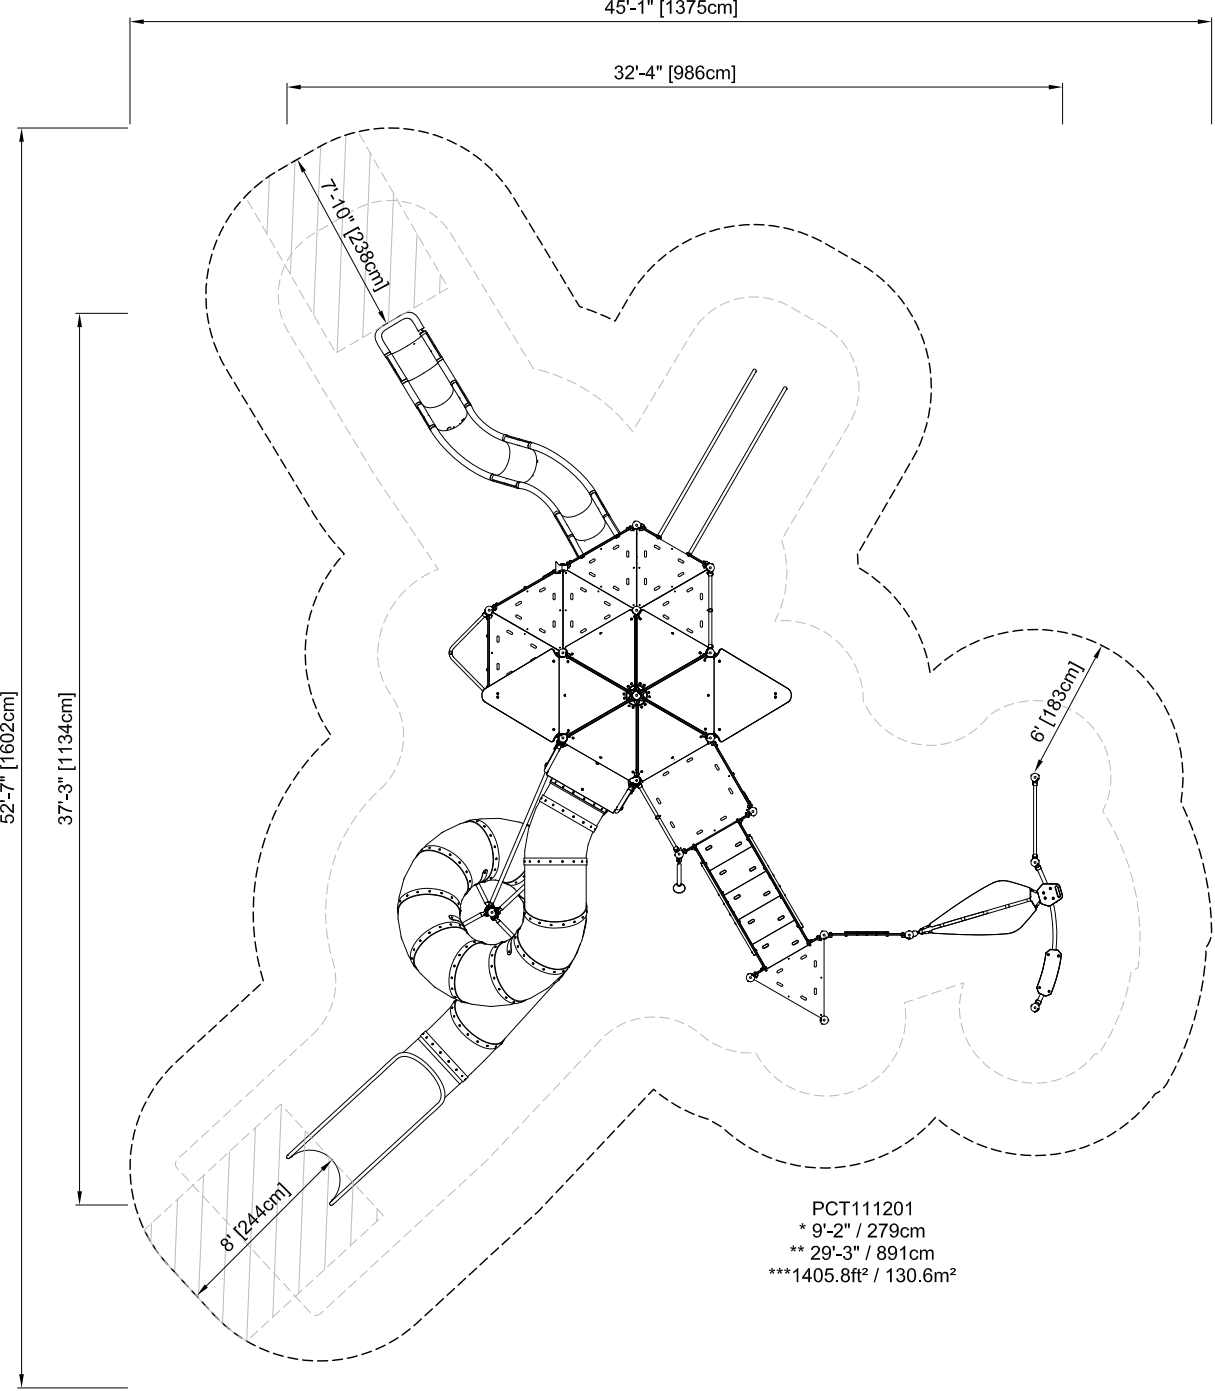 45'-1" [1375cm]
32'-4" [986cm]
7'-10" [238cm]
52'-7" [1602cm]
37'-3" [1134cm]
6' [183cm]
8' [244cm]
PCT111201
* 9'-2" / 279cm
** 29'-3" / 891cm
***1405.8ft² / 130.6m²